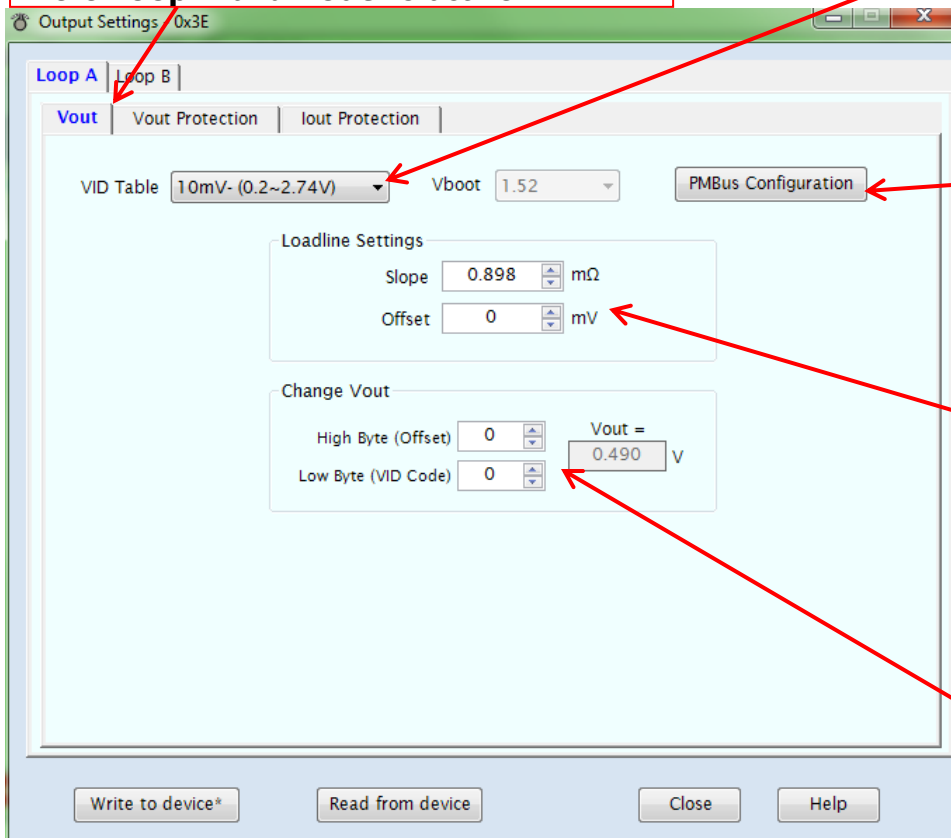 Output Settings - 0x3E
Loop A Loop B
Vout Vout Protection Iout Protection
VID Table 10mV- (0.2~2.74V) Vboot 1.52 PMBus Configuration
Loadline Settings
Slope 0.898 mΩ
Offset 0 mV
Change Vout
High Byte (Offset) 0 Vout =
0.490 V
Low Byte (VID Code) 0
Write to device* Read from device Close Help